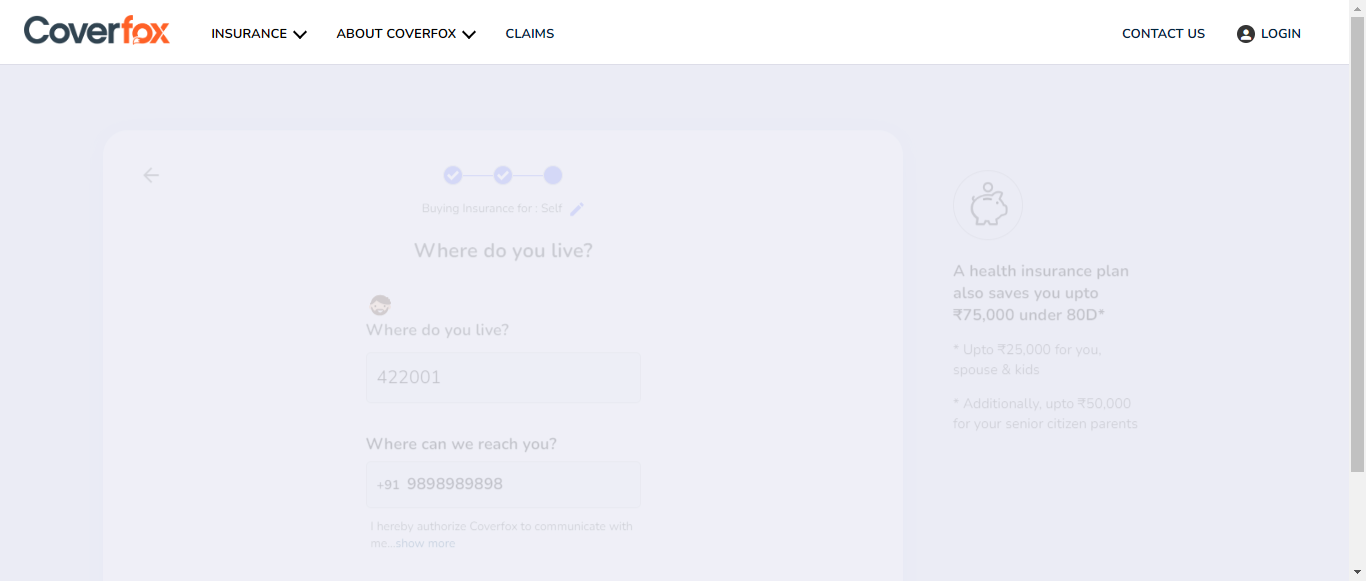 Coverfox
INSURANCE
ABOUT COVERFOX
CLAIMS
CONTACT US
LOGIN
Buying Insurance for : Self
Where do you live?
Where do you live?
422001
Where can we reach you?
+91 9898989898
I hereby authorize Coverfox to communicate with
me...show more
A health insurance plan
also saves you upto
₹75,000 under 80D*
* Upto ₹25,000 for you,
spouse & kids
* Additionally, upto ₹50,000
for your senior citizen parents